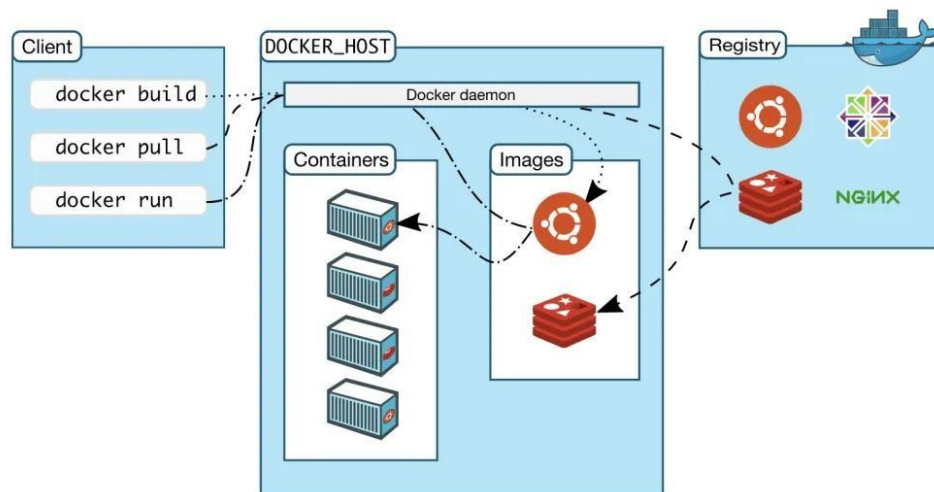 Client
docker build
docker pull
docker run
DOCKER_HOST
Docker daemon
Containers
Images
Registry
NGiNX